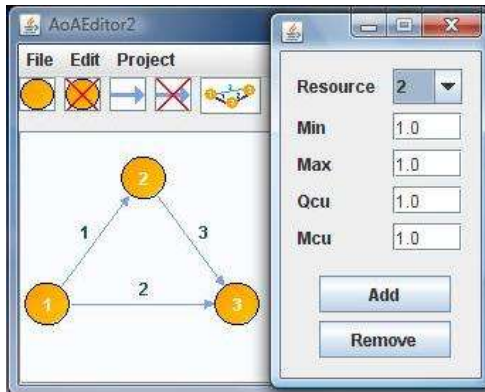 AoAEditor2
File Edit Project
2
1
3
1
2
3
Resource 2
Min 1.0
Max 1.0
Qcu 1.0
Mcu 1.0
Add
Remove